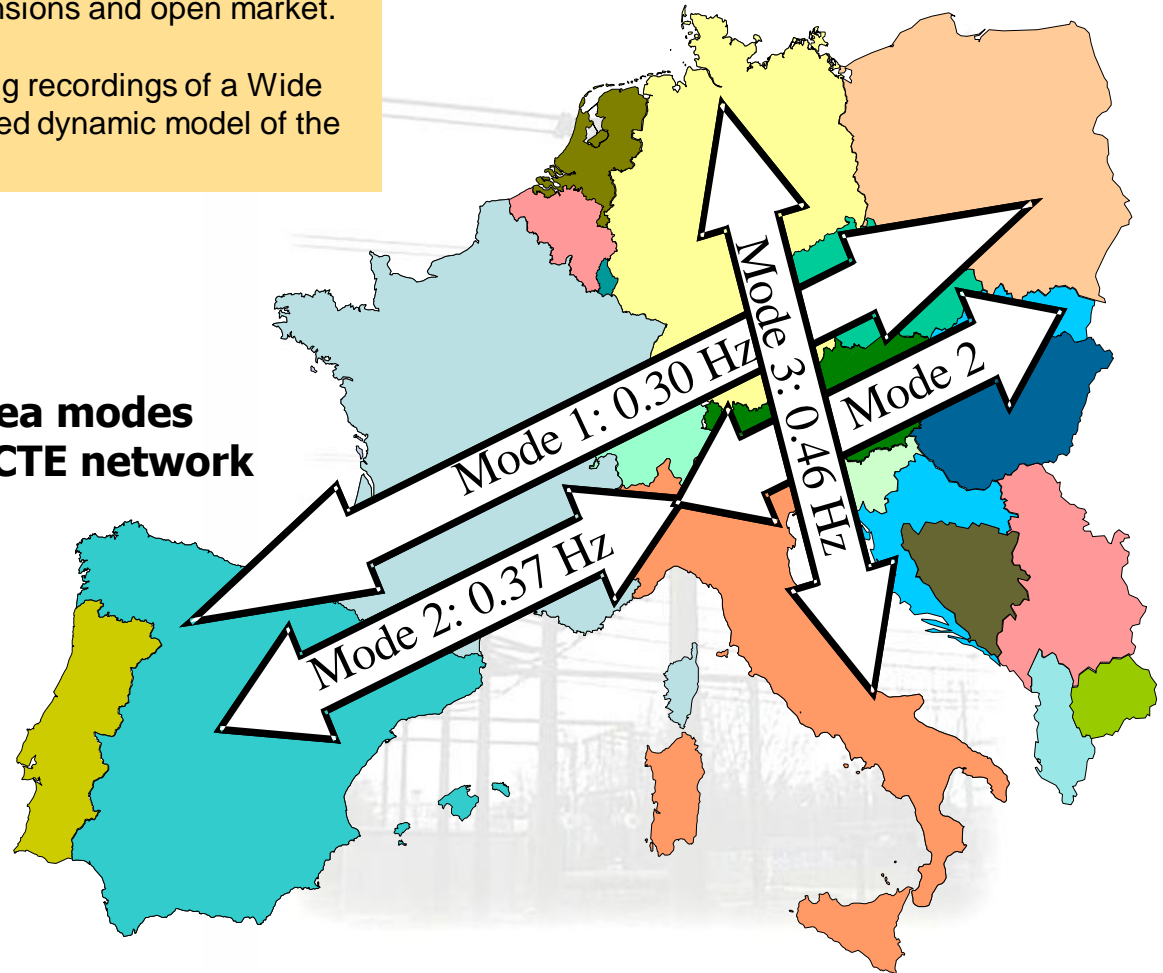 nsions and open market.
g recordings of a Wide
ed dynamic model of the
ea modes
CTE network
Mode 1: 0.30 Hz
Mode 2: 0.37 Hz
Mode 2
Mode 3: 0.46 Hz